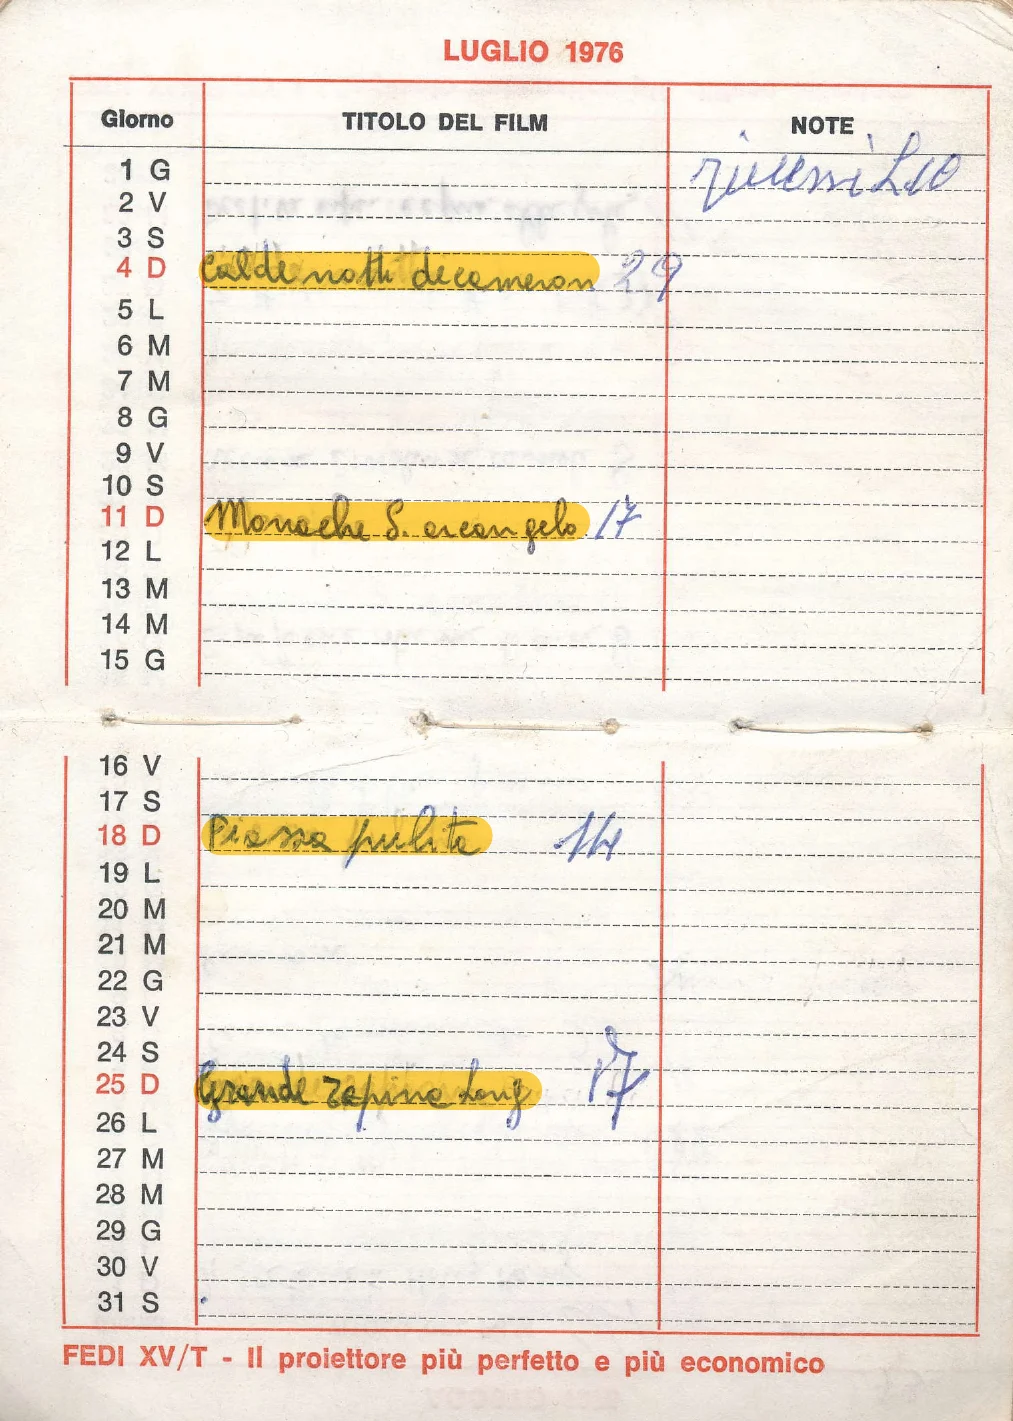 LUGLIO 1976
Giorno TITOLO DEL FILM NOTE
1 G
2 V
3 S
4 D Calde notti decameron 29
5 L
6 M
7 M
8 G
9 V
10 S
11 D Monache S. arcangelo 17
12 L
13 M
14 M
15 G
16 V
17 S
18 D Piazza pulita 14
19 L
20 M
21 M
22 G
23 V
24 S
25 D Grande rapina Long 17
26 L
27 M
28 M
29 G
30 V
31 S
FEDI XV/T - Il proiettore più perfetto e più economico